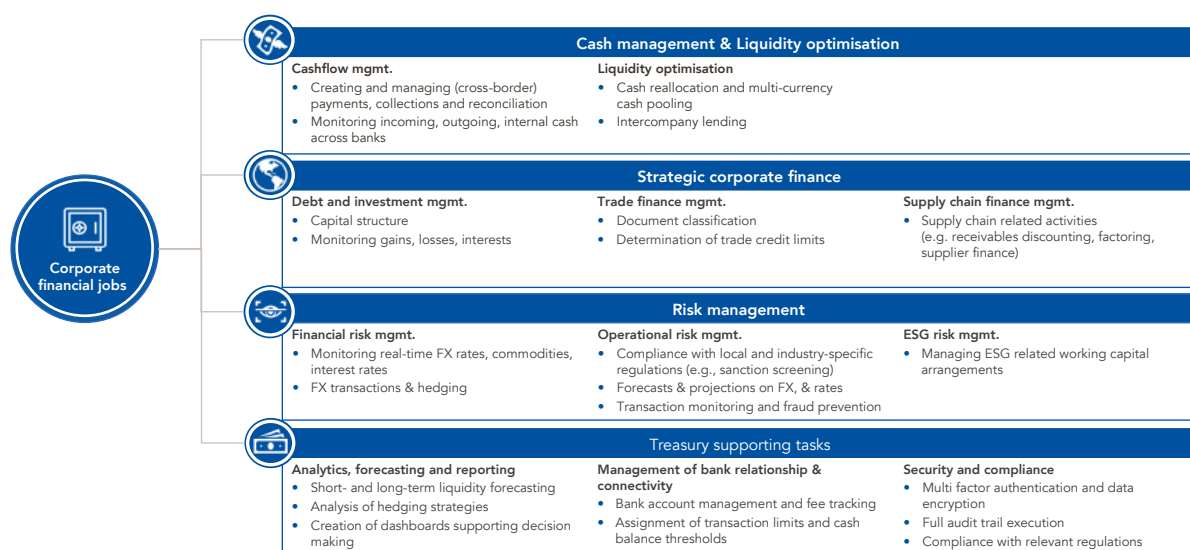 Corporate
financial jobs
Cash management & Liquidity optimisation
Cashflow mgmt.
• Creating and managing (cross-border)
payments, collections and reconciliation
• Monitoring incoming, outgoing, internal cash
across banks
Liquidity optimisation
• Cash reallocation and multi-currency
cash pooling
• Intercompany lending
Strategic corporate finance
Debt and investment mgmt.
• Capital structure
• Monitoring gains, losses, interests
Trade finance mgmt.
• Document classification
• Determination of trade credit limits
Supply chain finance mgmt.
• Supply chain related activities
(e.g. receivables discounting, factoring,
supplier finance)
Risk management
Financial risk mgmt.
• Monitoring real-time FX rates, commodities,
interest rates
• FX transactions & hedging
Operational risk mgmt.
• Compliance with local and industry-specific
regulations (e.g., sanction screening)
• Forecasts & projections on FX, & rates
• Transaction monitoring and fraud prevention
ESG risk mgmt.
• Managing ESG related working capital
arrangements
Treasury supporting tasks
Analytics, forecasting and reporting
• Short- and long-term liquidity forecasting
• Analysis of hedging strategies
• Creation of dashboards supporting decision
making
Management of bank relationship &
connectivity
• Bank account management and fee tracking
• Assignment of transaction limits and cash
balance thresholds
Security and compliance
• Multi factor authentication and data
encryption
• Full audit trail execution
• Compliance with relevant regulations